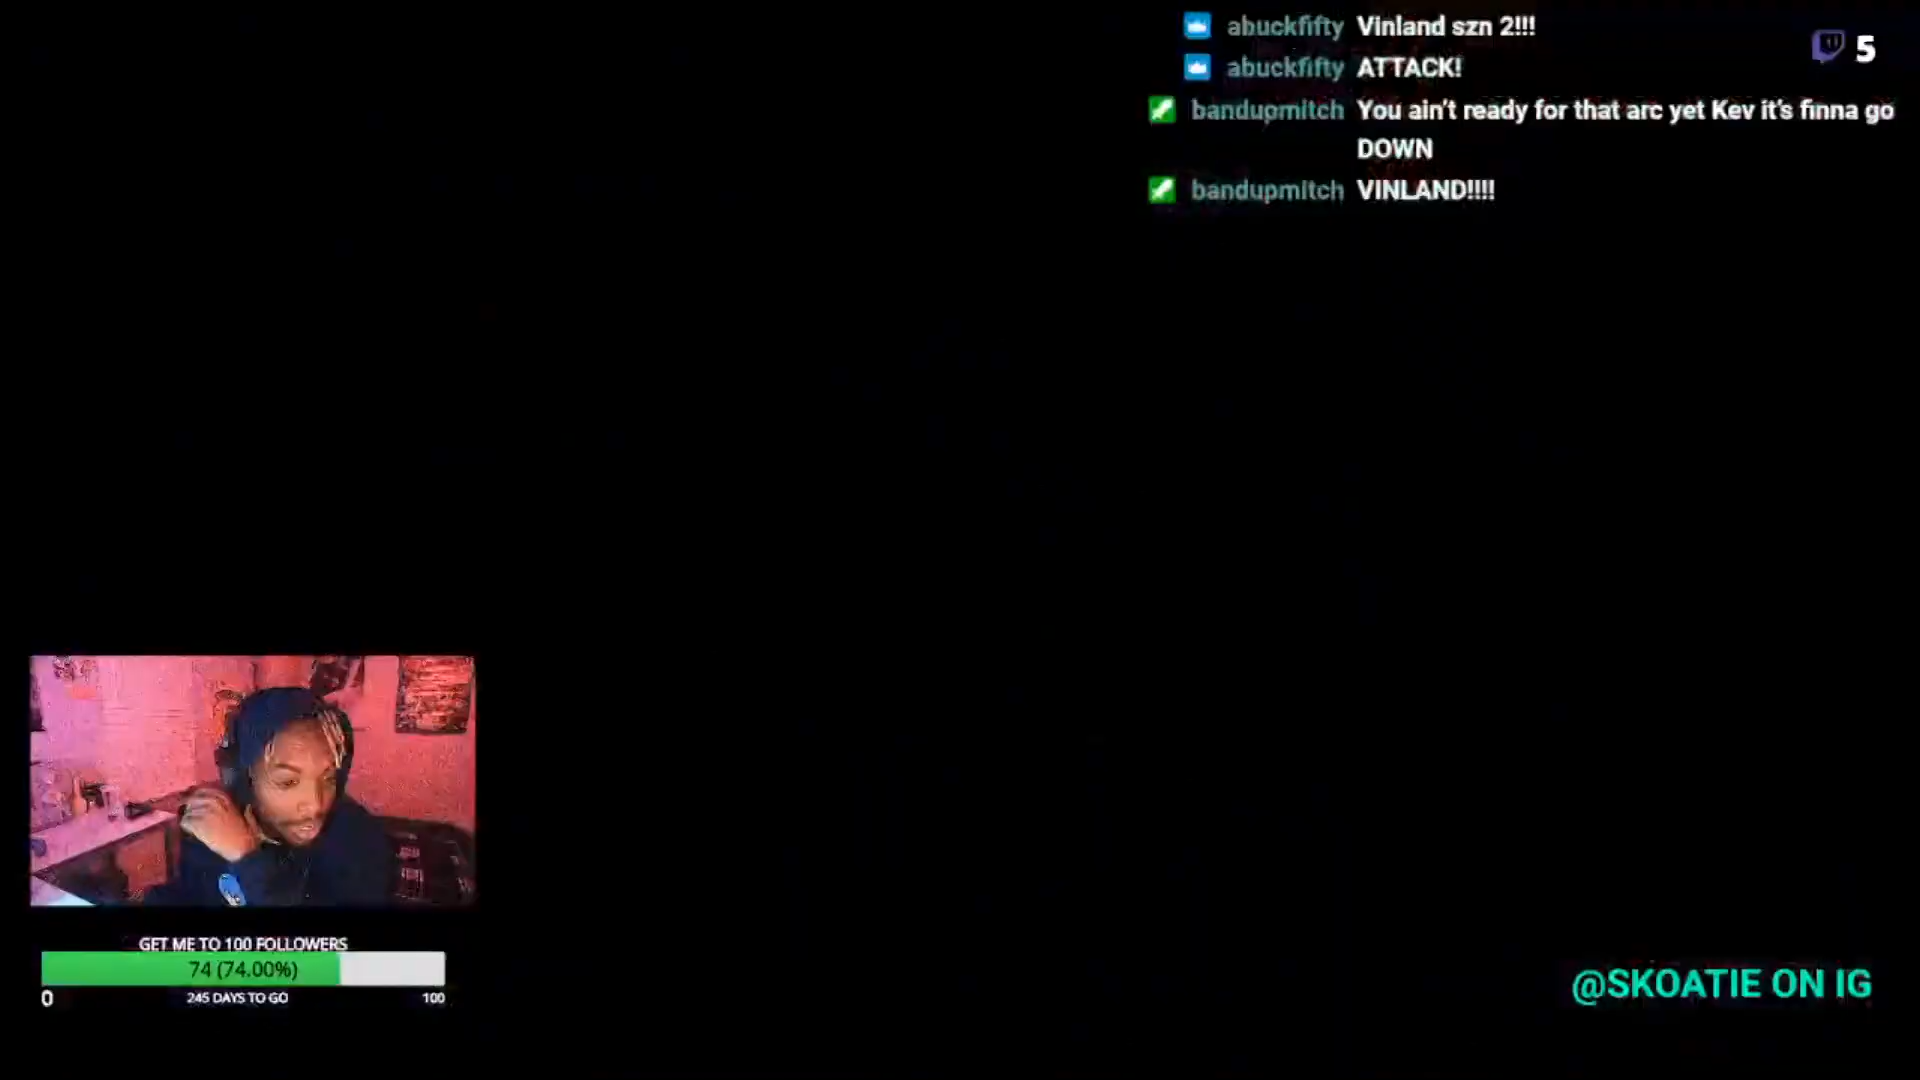 abuckfifty Vinland szn 2!!!
5
abuckfifty ATTACK!
bandupmitch You ain't ready for that arc yet Kev it's finna go
DOWN
bandupmitch VINLAND!!!!
GET ME TO 100 FOLLOWERS
74 (74.00%)
0 245 DAYS TO GO 100
@SKOATIE ON IG